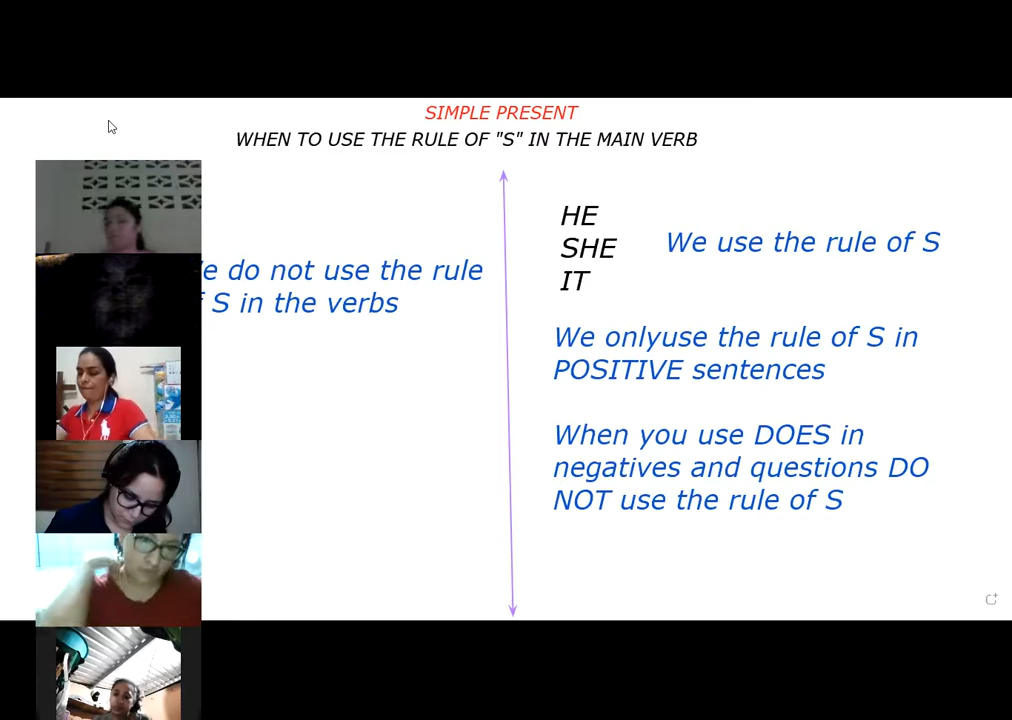 SIMPLE PRESENT
WHEN TO USE THE RULE OF "S" IN THE MAIN VERB
e do not use the rule
S in the verbs
HE
SHE
IT
We use the rule of S
We onlyuse the rule of S in
POSITIVE sentences
When you use DOES in
negatives and questions DO
NOT use the rule of S